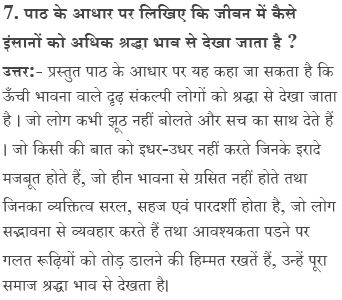 7. पाठ के आधार पर लिखिए कि जीवन में कैसे
इंसानों को अधिक श्रद्धा भाव से देखा जाता है ?
उत्तर:- प्रस्तुत पाठ के आधार पर यह कहा जा सकता है कि
ऊँची भावना वाले दृढ़ संकल्पी लोगों को श्रद्धा से देखा जाता
है। जो लोग कभी झूठ नहीं बोलते और सच का साथ देते हैं
। जो किसी की बात को इधर-उधर नहीं करते जिनके इरादे
मजबूत होते हैं, जो हीन भावना से ग्रसित नहीं होते तथा
जिनका व्यक्तित्व सरल, सहज एवं पारदर्शी होता है, जो लोग
सद्भावना से व्यवहार करते हैं तथा आवश्यकता पडने पर
गलत रूढ़ियों को तोड़ डालने की हिम्मत रखतें हैं, उन्हें पूरा
समाज श्रद्धा भाव से देखता है।